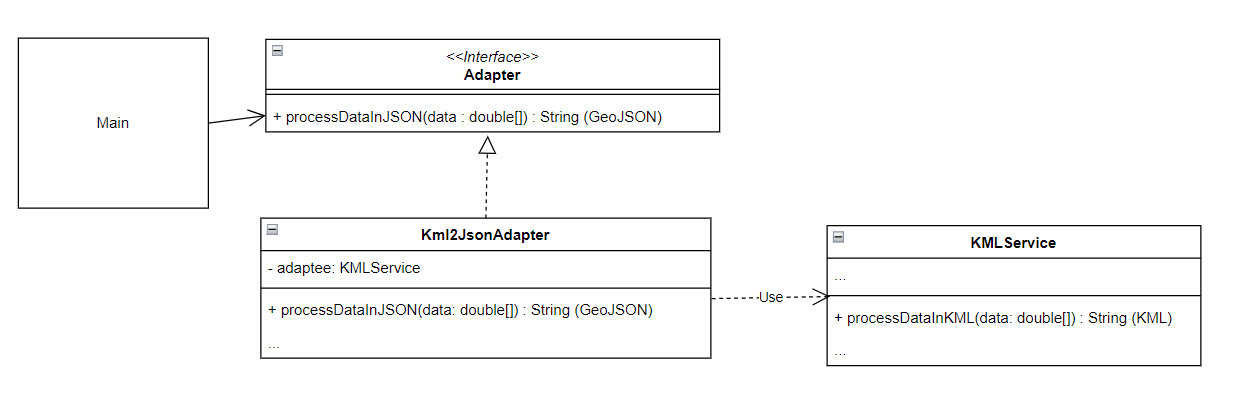 Main
<<Interface>>
Adapter
+ processDataInJSON(data : double[]) : String (GeoJSON)
Kml2JsonAdapter
- adaptee: KMLService
+ processDataInJSON(data: double[]) : String (GeoJSON)
...
Use
KMLService
...
+ processDataInKML(data: double[]) : String (KML)
...